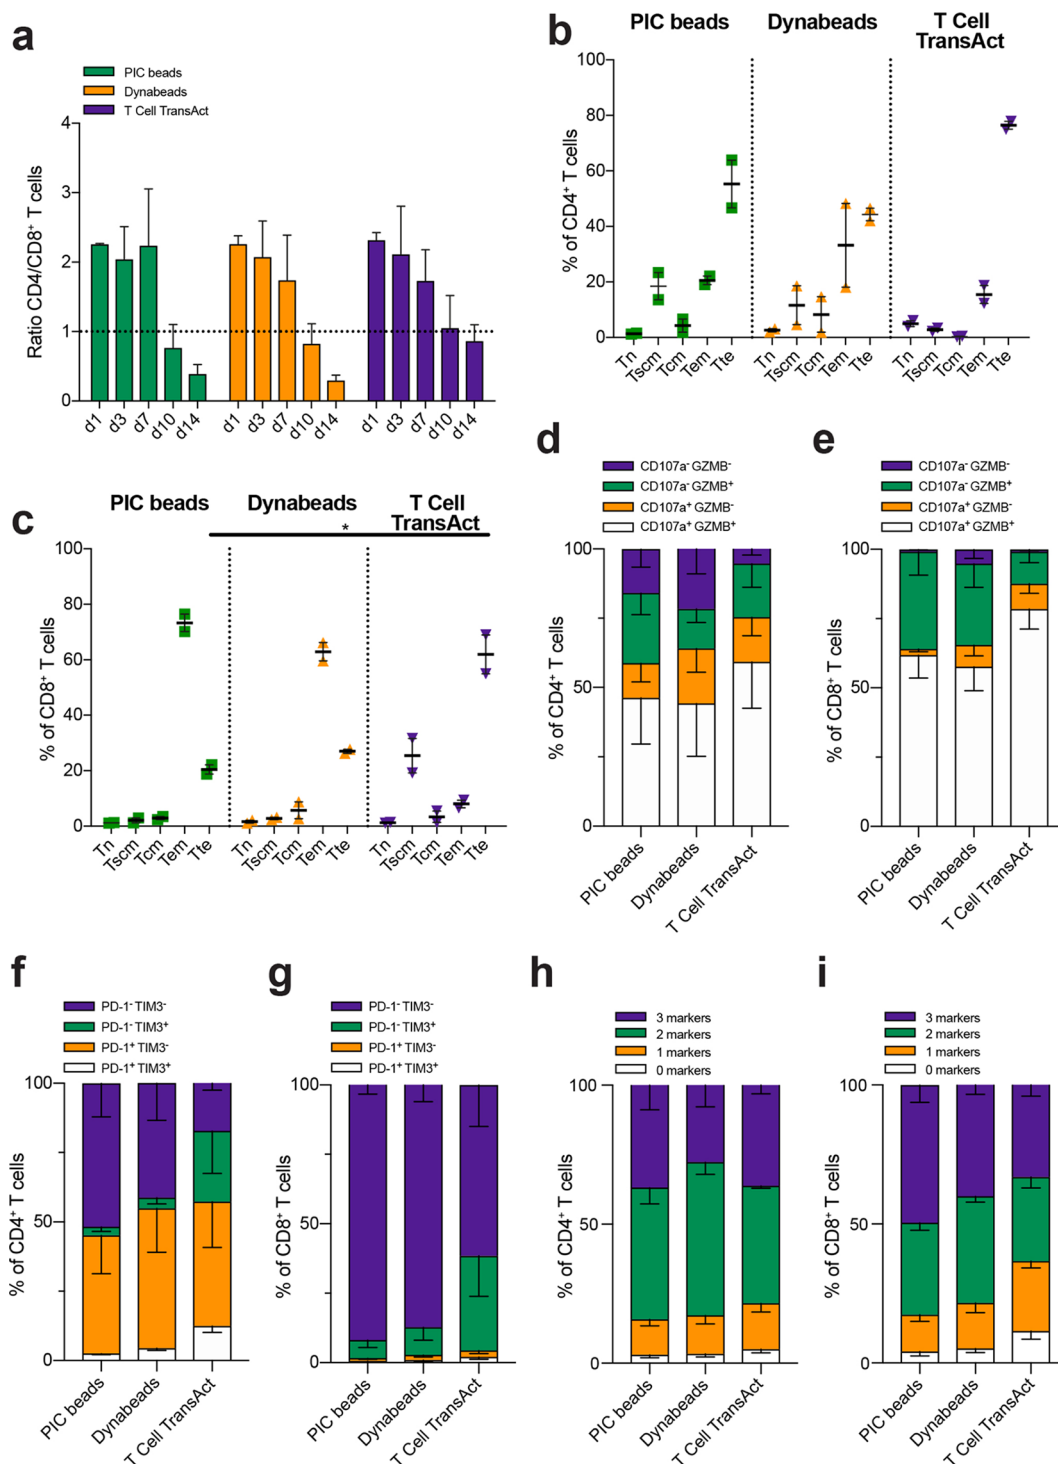 a
PIC beads
Dynabeads
T Cell TransAct
Ratio CD4/CD8⁺ T cells
4
3
2
1
0
d1 d3 d7 d10 d14 d1 d3 d7 d10 d14 d1 d3 d7 d10 d14
b
PIC beads Dynabeads T Cell
TransAct
% of CD4⁺ T cells
100
80
60
40
20
0
Tn Tscm Tcm Tem Tte Tn Tscm Tcm Tem Tte Tn Tscm Tcm Tem Tte
c
PIC beads Dynabeads T Cell
TransAct
*
% of CD8⁺ T cells
100
80
60
40
20
0
Tn Tscm Tcm Tem Tte Tn Tscm Tcm Tem Tte Tn Tscm Tcm Tem Tte
d
CD107a⁻ GZMB⁻
CD107a⁻ GZMB⁺
CD107a⁺ GZMB⁻
CD107a⁺ GZMB⁺
% of CD4⁺ T cells
100
50
0
PIC beads Dynabeads T Cell TransAct
e
CD107a⁻ GZMB⁻
CD107a⁻ GZMB⁺
CD107a⁺ GZMB⁻
CD107a⁺ GZMB⁺
% of CD8⁺ T cells
100
50
0
PIC beads Dynabeads T Cell TransAct
f
PD-1⁻ TIM3⁻
PD-1⁻ TIM3⁺
PD-1⁺ TIM3⁻
PD-1⁺ TIM3⁺
% of CD4⁺ T cells
100
50
0
PIC beads Dynabeads T Cell TransAct
g
PD-1⁻ TIM3⁻
PD-1⁻ TIM3⁺
PD-1⁺ TIM3⁻
PD-1⁺ TIM3⁺
% of CD8⁺ T cells
100
50
0
PIC beads Dynabeads T Cell TransAct
h
3 markers
2 markers
1 markers
0 markers
% of CD4⁺ T cells
100
50
0
PIC beads Dynabeads T Cell TransAct
i
3 markers
2 markers
1 markers
0 markers
% of CD8⁺ T cells
100
50
0
PIC beads Dynabeads T Cell TransAct